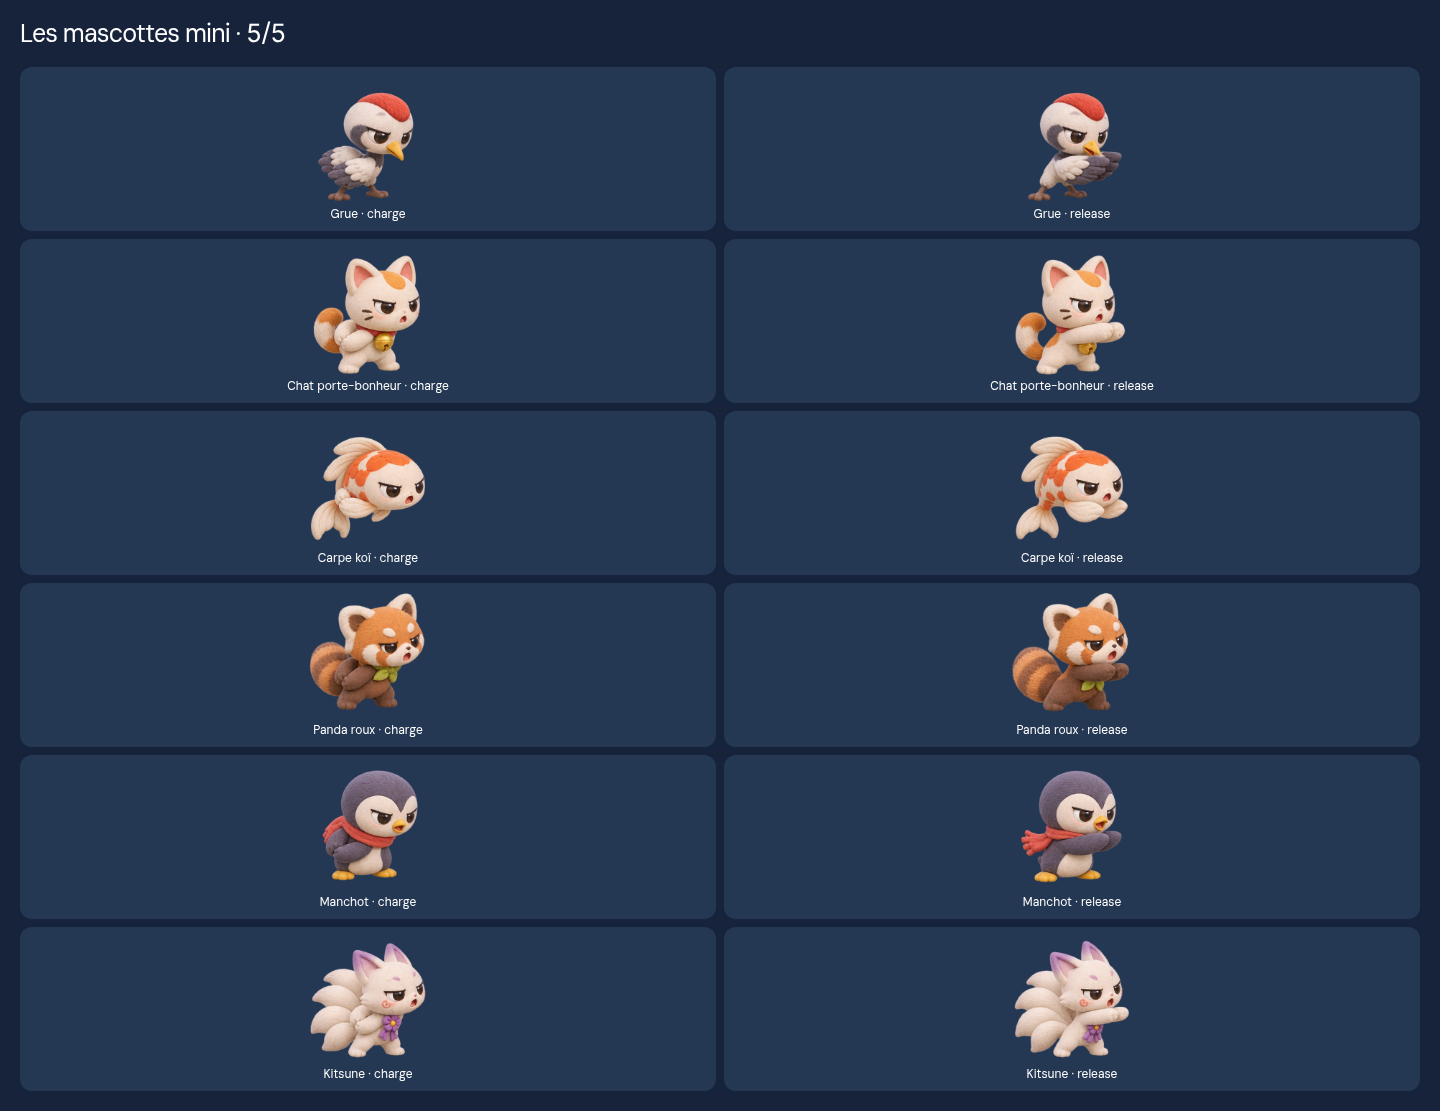 Les mascottes mini · 5/5
Grue · charge
Grue · release
Chat porte-bonheur · charge
Chat porte-bonheur · release
Carpe koï · charge
Carpe koï · release
Panda roux · charge
Panda roux · release
Manchot · charge
Manchot · release
Kitsune · charge
Kitsune · release